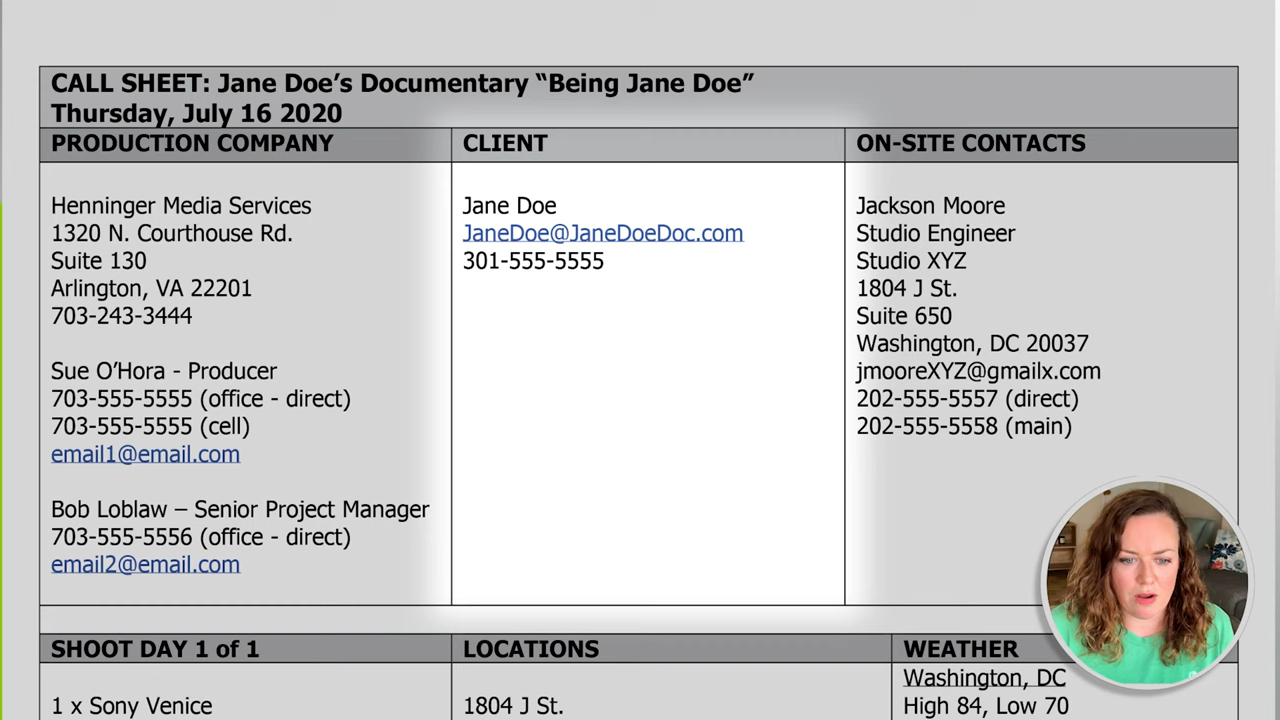 CALL SHEET: Jane Doe’s Documentary “Being Jane Doe”
Thursday, July 16 2020
PRODUCTION COMPANY
Henninger Media Services
1320 N. Courthouse Rd.
Suite 130
Arlington, VA 22201
703-243-3444
Sue O’Hora - Producer
703-555-5555 (office - direct)
703-555-5555 (cell)
email1@email.com
Bob Loblaw – Senior Project Manager
703-555-5556 (office - direct)
email2@email.com
CLIENT
Jane Doe
JaneDoe@JaneDoeDoc.com
301-555-5555
ON-SITE CONTACTS
Jackson Moore
Studio Engineer
Studio XYZ
1804 J St.
Suite 650
Washington, DC 20037
jmooreXYZ@gmailx.com
202-555-5557 (direct)
202-555-5558 (main)
SHOOT DAY 1 of 1
1 x Sony Venice
LOCATIONS
1804 J St.
WEATHER
Washington, DC
High 84, Low 70